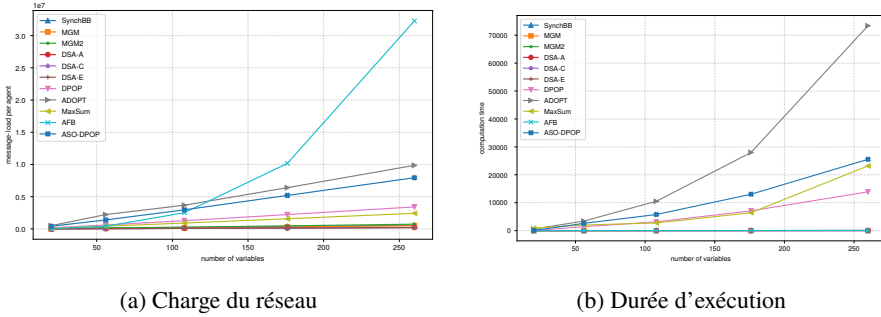 1e7
3.0
2.5
2.0
1.5
1.0
0.5
0.0
message-load per agent
SynchBB
MGM
MGM2
DSA-A
DSA-C
DSA-E
DPOP
ADOPT
MaxSum
AFB
ASO-DPOP
50 100 150 200 250
number of variables
(a) Charge du réseau
70000
60000
50000
40000
30000
20000
10000
0
computation time
SynchBB
MGM
MGM2
DSA-A
DSA-C
DSA-E
DPOP
ADOPT
MaxSum
AFB
ASO-DPOP
50 100 150 200 250
number of variables
(b) Durée d'exécution